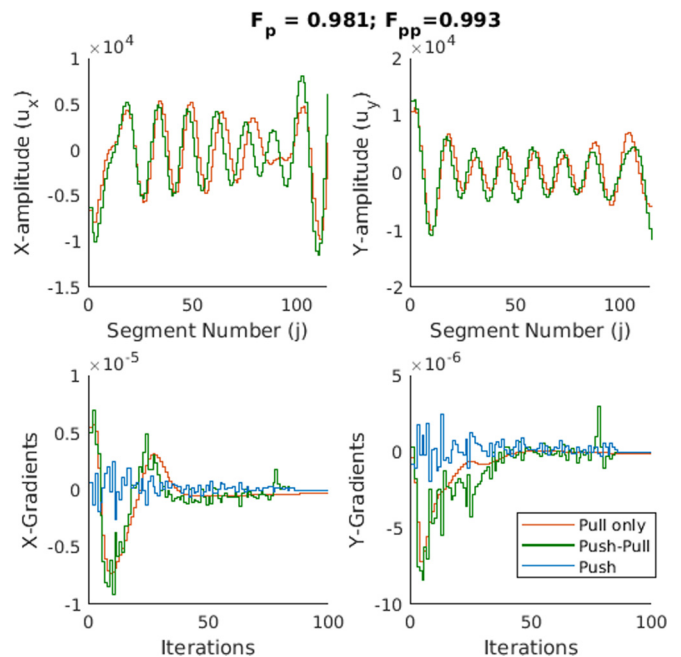 F_p = 0.981; F_pp=0.993
×10^4
1
0.5
0
-0.5
-1
-1.5
X-amplitude (u_x)
0 50 100
Segment Number (j)
×10^4
2
1
0
-1
-2
Y-amplitude (u_y)
0 50 100
Segment Number (j)
×10^-5
1
0.5
0
-0.5
-1
X-Gradients
0 50 100
Iterations
×10^-6
5
0
-5
-10
Y-Gradients
Pull only
Push-Pull
Push
0 50 100
Iterations